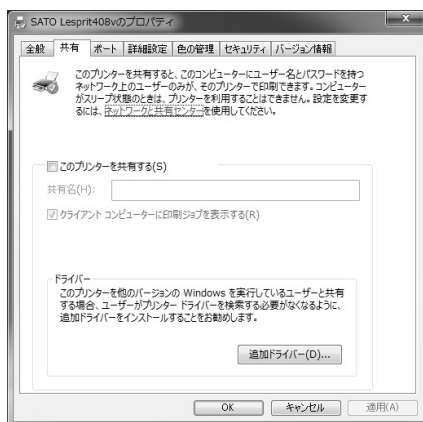 SATO Lesprit408vのプロパティ
全般 共有 ポート 詳細設定 色の管理 セキュリティ バージョン情報
このプリンターを共有すると、このコンピューターにユーザー名とパスワードを持つ
ネットワーク上のユーザーのみが、そのプリンターで印刷できます。コンピューター
がスリープ状態のときは、プリンターを利用することはできません。設定を変更す
るには、ネットワークと共有センターを使用してください。
このプリンターを共有する(S)
共有名(H):
クライアント コンピューターに印刷ジョブを表示する(R)
ドライバー
このプリンターを他のバージョンの Windows を実行しているユーザーと共有
する場合、ユーザーがプリンター ドライバーを検索する必要がなくなるように、
追加ドライバーをインストールすることをお勧めします。
追加ドライバー(D)...
OK キャンセル 適用(A)